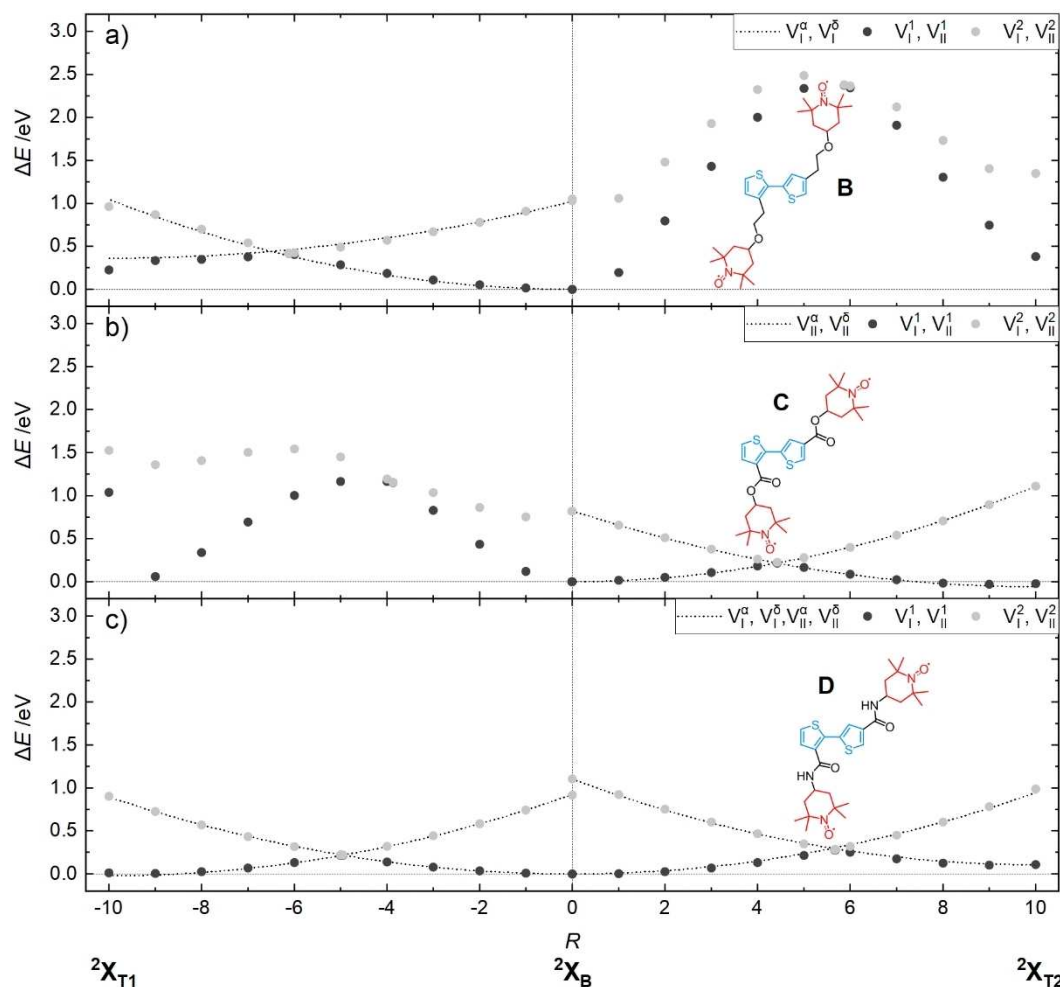 a)
V_I^α, V_I^δ ● V_I^1, V_II^1 ● V_I^2, V_II^2
3.0
2.5
2.0
1.5
1.0
0.5
0.0
ΔE /eV
O•
N
O
B
S
S
O
N
O•
b)
V_II^α, V_II^δ ● V_I^1, V_II^1 ● V_I^2, V_II^2
3.0
2.5
2.0
1.5
1.0
0.5
0.0
ΔE /eV
N O•
C
O
O
S
S
O
O
N
O•
c)
V_I^α, V_I^δ, V_II^α, V_II^δ ● V_I^1, V_II^1 ● V_I^2, V_II^2
3.0
2.5
2.0
1.5
1.0
0.5
0.0
ΔE /eV
N O•
D
HN
O
S
S
O
HN
N
O•
-10 -8 -6 -4 -2 0 2 4 6 8 10
R
²X_T1 ²X_B ²X_T2